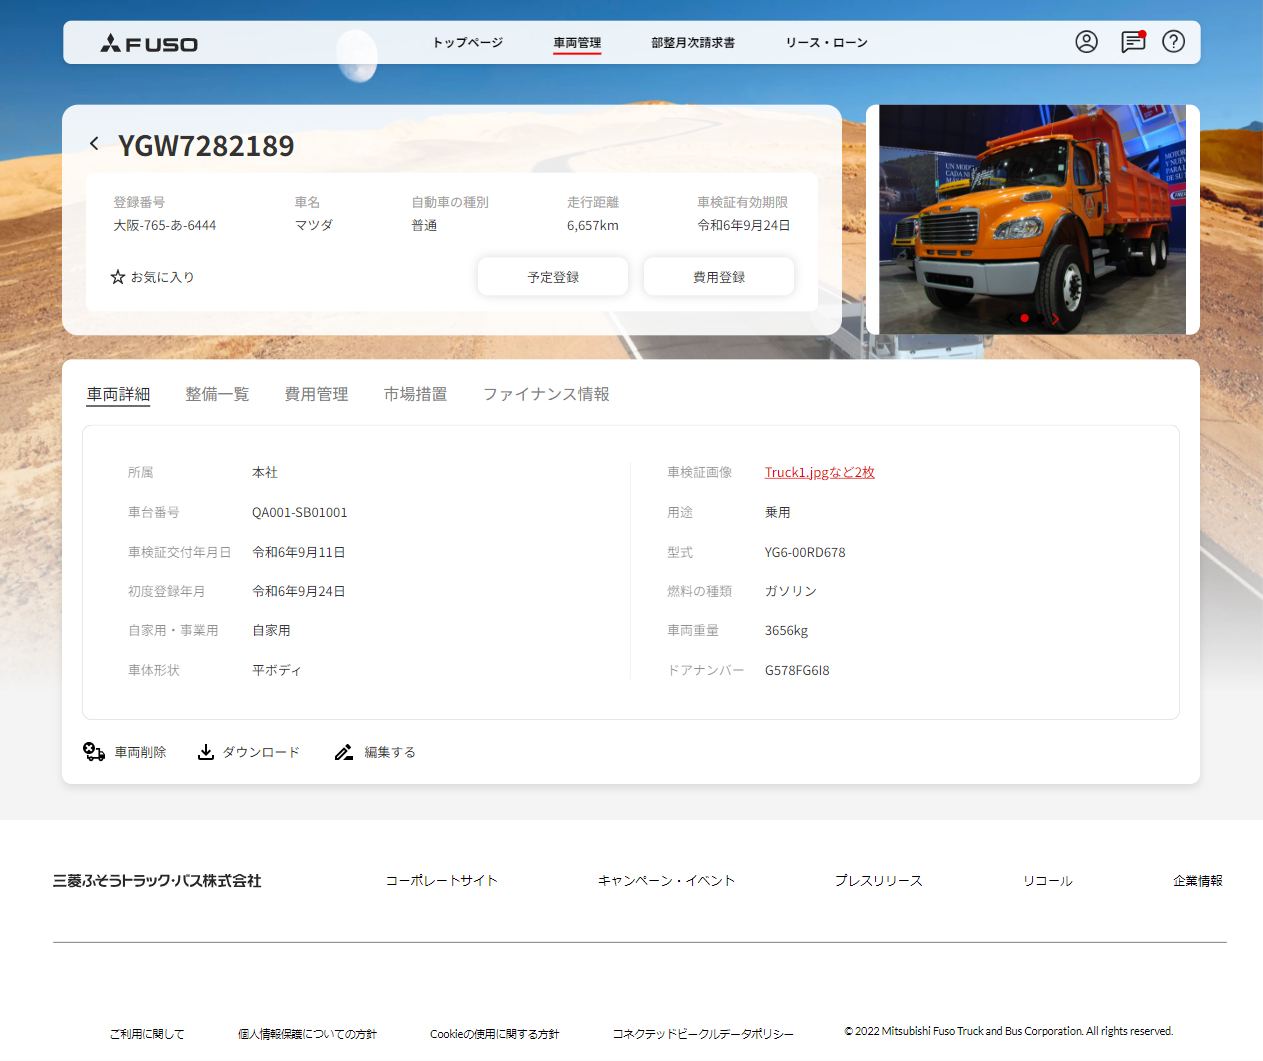 FUSO
トップページ
車両管理
部整月次請求書
リース・ローン
YGW7282189
登録番号
車名
自動車の種別
走行距離
車検証有効期限
大阪-765-あ-6444
マツダ
普通
6,657km
令和6年9月24日
お気に入り
予定登録
費用登録
車両詳細
整備一覧
費用管理
市場措置
ファイナンス情報
所属
本社
車検証画像
Truck1.jpgなど2枚
車台番号
QA001-SB01001
用途
乗用
車検証交付年月日
令和6年9月11日
型式
YG6-00RD678
初度登録年月
令和6年9月24日
燃料の種類
ガソリン
自家用・事業用
自家用
車両重量
3656kg
車体形状
平ボディ
ドアナンバー
G578FG6I8
車両削除
ダウンロード
編集する
三菱ふそうトラック・バス株式会社
コーポレートサイト
キャンペーン・イベント
プレスリリース
リコール
企業情報
ご利用に関して
個人情報保護についての方針
Cookieの使用に関する方針
コネクテッドビークルデータポリシー
© 2022 Mitsubishi Fuso Truck and Bus Corporation. All rights reserved.